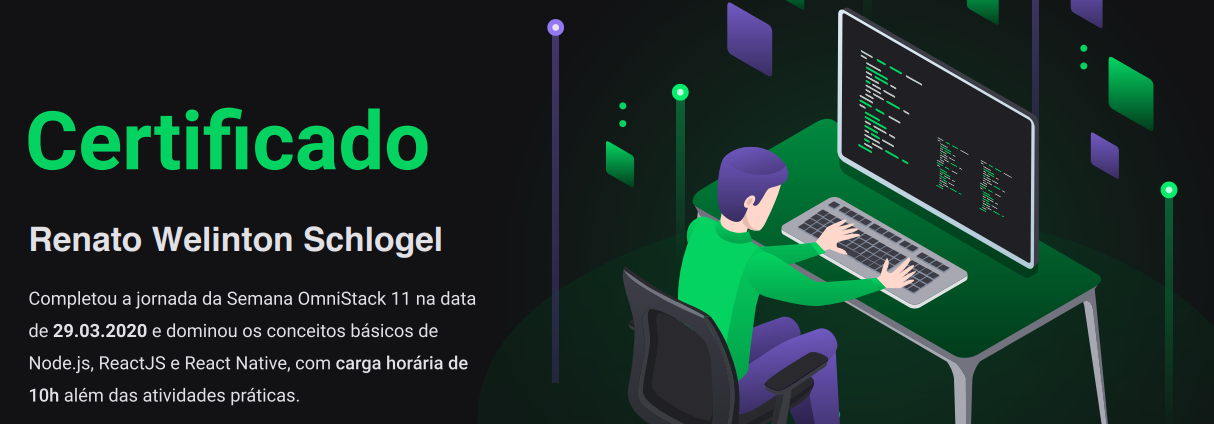 Certificado
Renato Welinton Schlogel
Completou a jornada da Semana OmniStack 11 na data
de 29.03.2020 e dominou os conceitos básicos de
Node.js, ReactJS e React Native, com carga horária de
10h além das atividades práticas.